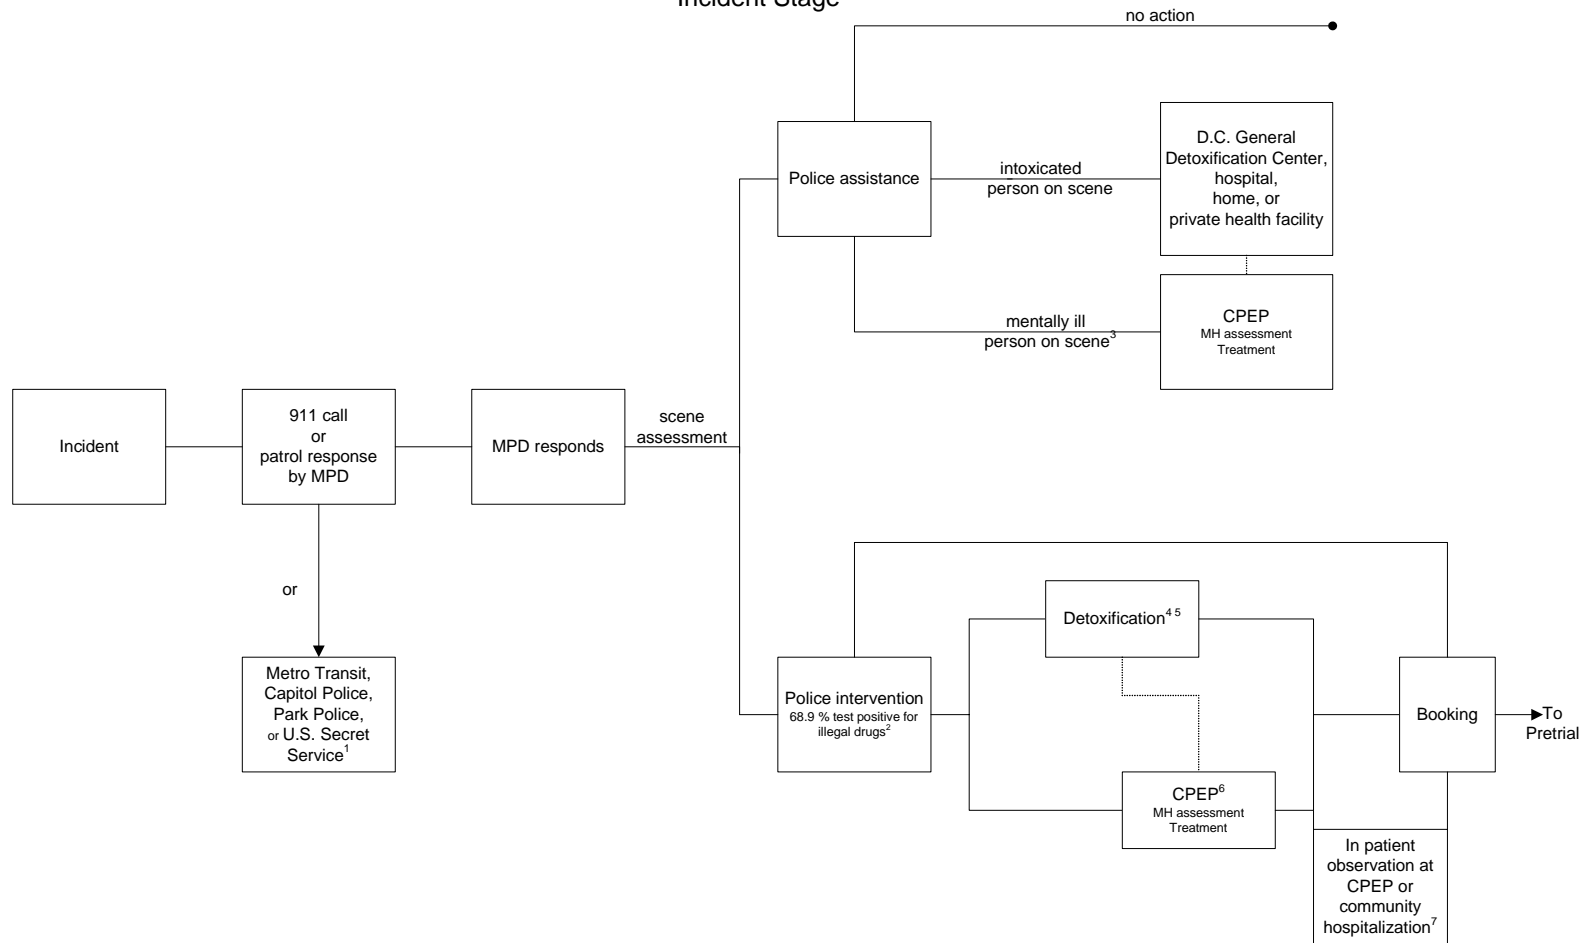 Incident Stage
no action
Police assistance
intoxicated
person on scene
D.C. General
Detoxification Center,
hospital,
home, or
private health facility
mentally ill
person on scene3
CPEP
MH assessment
Treatment
Incident
911 call
or
patrol response
by MPD
MPD responds
scene
assessment
or
Metro Transit,
Capitol Police,
Park Police,
or U.S. Secret
Service1
Police intervention
68.9 % test positive for
illegal drugs2
Detoxification4 5
CPEP6
MH assessment
Treatment
Booking
To
Pretrial
In patient
observation at
CPEP or
community
hospitalization7